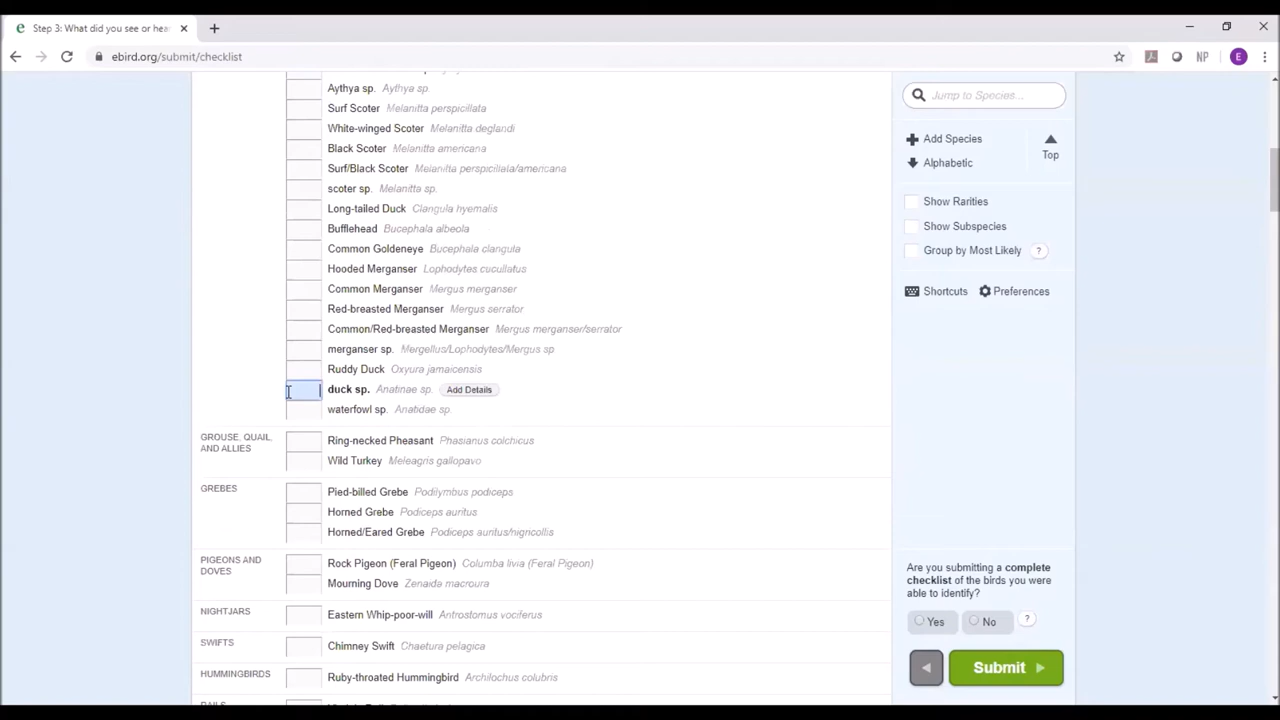 Step 3: What did you see or hea
ebird.org/submit/checklist
NP
E
Aythya sp. Aythya sp.
Surf Scoter Melanitta perspicillata
White-winged Scoter Melanitta deglandi
Black Scoter Melanitta americana
Surf/Black Scoter Melanitta perspicillata/americana
scoter sp. Melanitta sp.
Long-tailed Duck Clangula hyemalis
Bufflehead Bucephala albeola
Common Goldeneye Bucephala clangula
Hooded Merganser Lophodytes cucullatus
Common Merganser Mergus merganser
Red-breasted Merganser Mergus serrator
Common/Red-breasted Merganser Mergus merganser/serrator
merganser sp. Mergellus/Lophodytes/Mergus sp
Ruddy Duck Oxyura jamaicensis
duck sp. Anatinae sp. Add Details
waterfowl sp. Anatidae sp.
GROUSE, QUAIL, AND ALLIES
Ring-necked Pheasant Phasianus colchicus
Wild Turkey Meleagris gallopavo
GREBES
Pied-billed Grebe Podilymbus podiceps
Horned Grebe Podiceps auritus
Horned/Eared Grebe Podiceps auritus/nigricollis
PIGEONS AND DOVES
Rock Pigeon (Feral Pigeon) Columba livia (Feral Pigeon)
Mourning Dove Zenaida macroura
NIGHTJARS
Eastern Whip-poor-will Antrostomus vociferus
SWIFTS
Chimney Swift Chaetura pelagica
HUMMINGBIRDS
Ruby-throated Hummingbird Archilochus colubris
Jump to Species...
Add Species
Alphabetic
Top
Show Rarities
Show Subspecies
Group by Most Likely ?
Shortcuts Preferences
Are you submitting a complete
checklist of the birds you were
able to identify?
Yes No ?
Submit